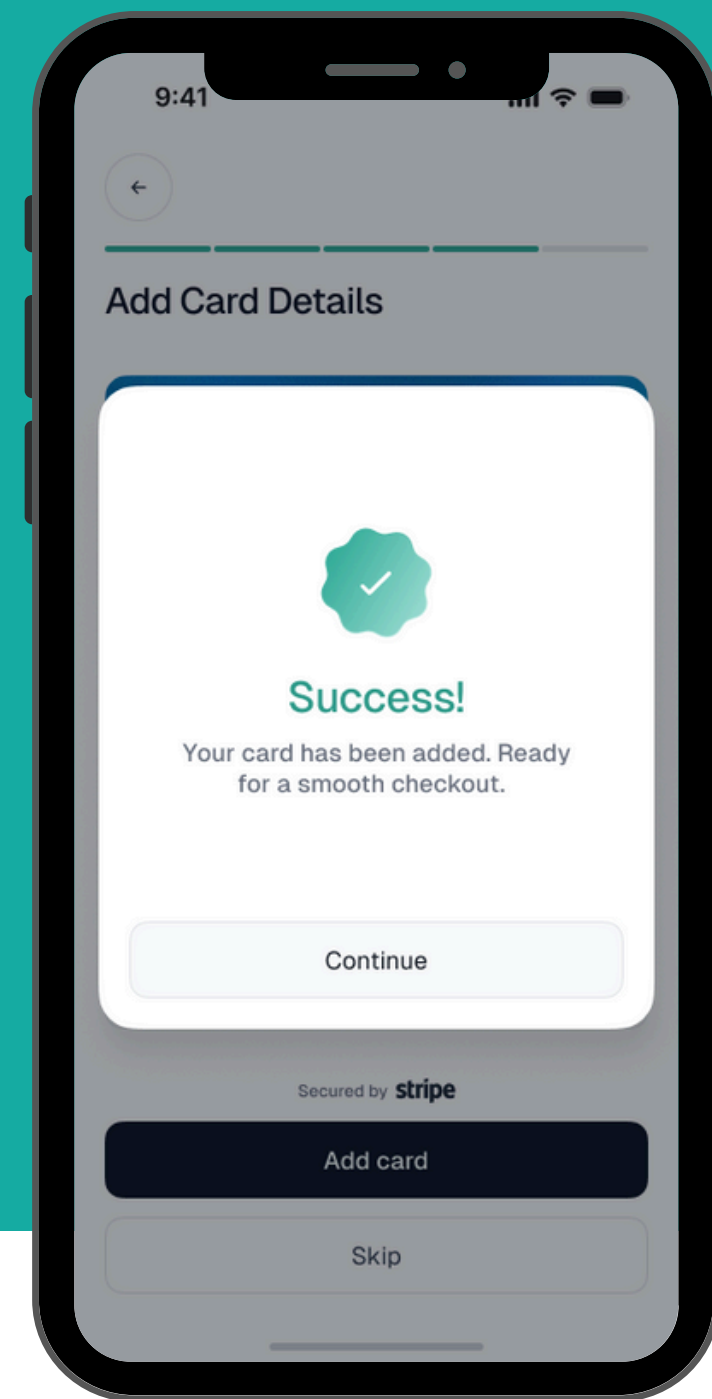 9:41
Add Card Details
Success!
Your card has been added. Ready
for a smooth checkout.
Continue
Secured by stripe
Add card
Skip